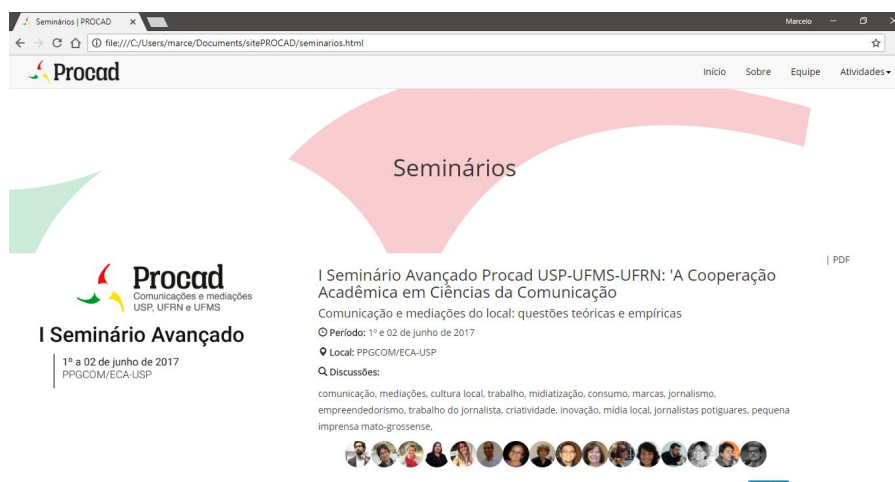 Seminários | PROCAD
Marcelo
file:///C:/Users/marce/Documents/sitePROCAD/seminarios.html
Procad
Início Sobre Equipe Atividades
Seminários
| PDF
Procad
Comunicações e mediações
USP, UFRN e UFMS
I Seminário Avançado
1º a 02 de junho de 2017
PPGCOM/ECA-USP
I Seminário Avançado Procad USP-UFMS-UFRN: 'A Cooperação
Acadêmica em Ciências da Comunicação
Comunicação e mediações do local: questões teóricas e empíricas
Período: 1º e 02 de junho de 2017
Local: PPGCOM/ECA-USP
Discussões:
comunicação, mediações, cultura local, trabalho, midiatização, consumo, marcas, jornalismo,
empreendedorismo, trabalho do jornalista, criatividade, inovação, mídia local, jornalistas potiguares, pequena
imprensa mato-grossense,